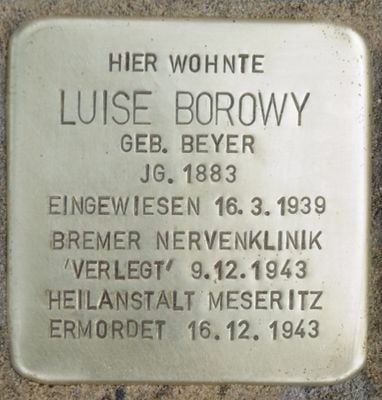 HIER WOHNTE
LUISE BOROWY
GEB. BEYER
JG. 1883
EINGEWIESEN 16.3.1939
BREMER NERVENKLINIK
'VERLEGT' 9.12.1943
HEILANSTALT MESERITZ
ERMORDET 16.12.1943